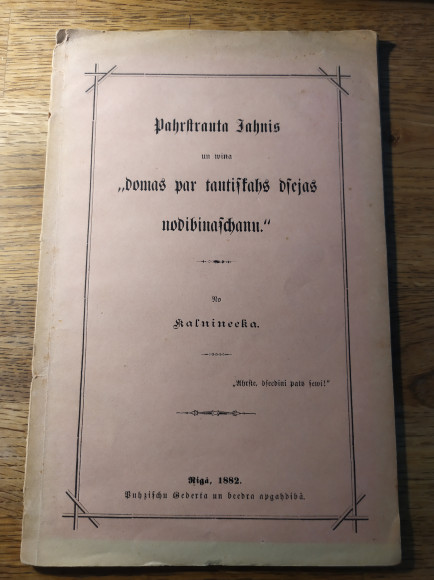 Pahrstrauta Jahnis
un wina
„domas par tautiskahs dsejas
nodibinaschanu.“
No
Kalnineeka.
„Ahrste, dseedini pats sewi!“
Rigâ, 1882.
Puhzischu Gederta un beedra apgahdibâ.